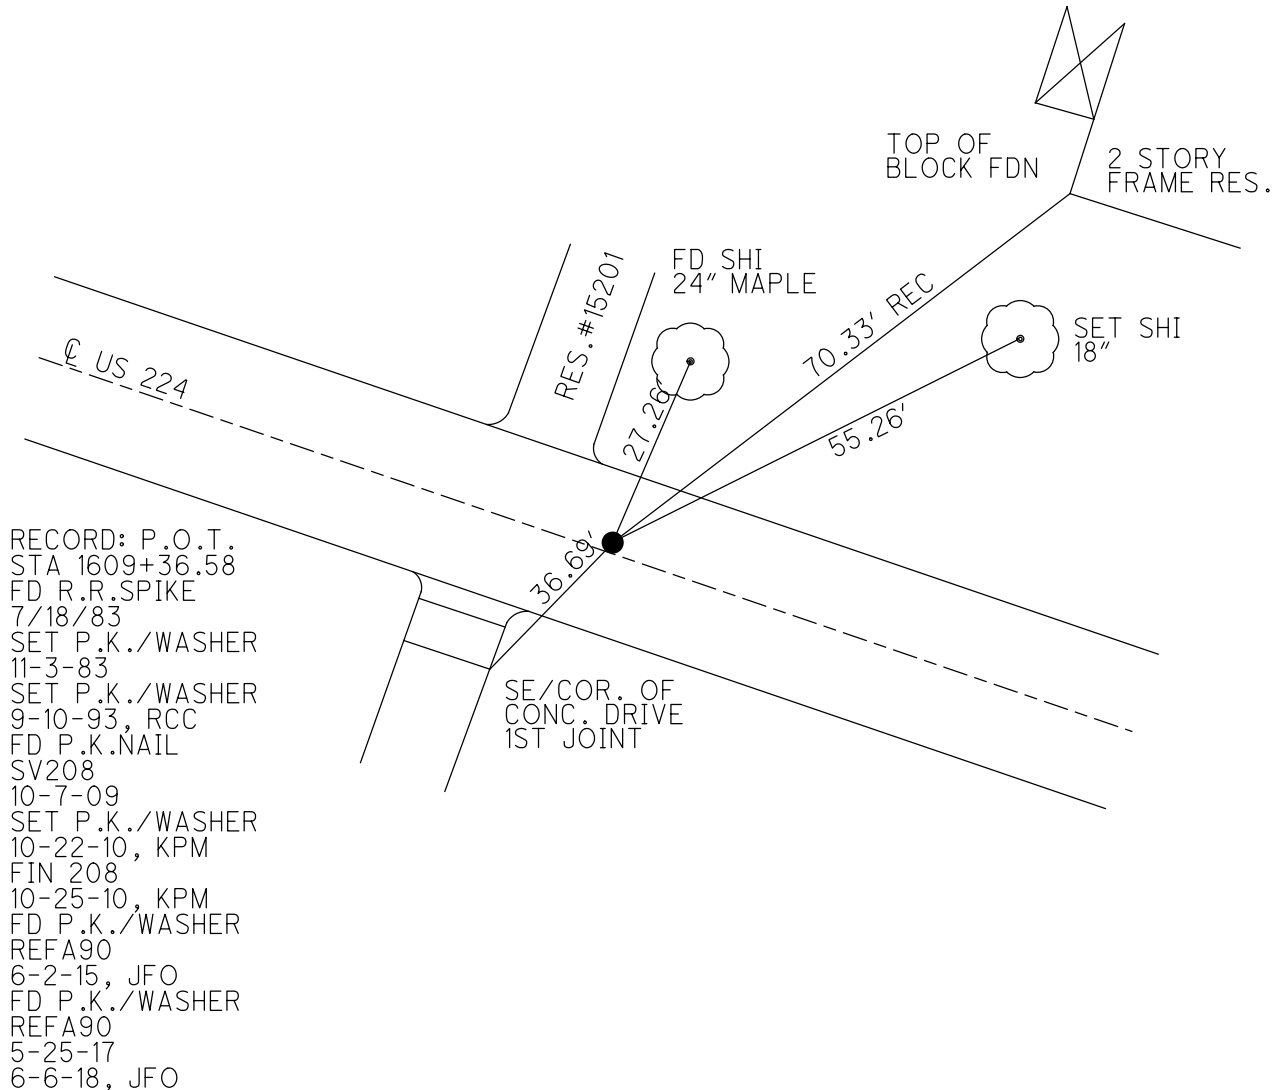 TOP OF
BLOCK FDN
2 STORY
FRAME RES.
FD SHI
24" MAPLE
RES. #15201
70.33' REC
SET SHI
18"
℄ US 224
27.26'
55.26'
36.69'
RECORD: P.O.T.
STA 1609+36.58
FD R.R.SPIKE
7/18/83
SET P.K./WASHER
11-3-83
SET P.K./WASHER
9-10-93, RCC
FD P.K.NAIL
SV208
10-7-09
SET P.K./WASHER
10-22-10, KPM
FIN 208
10-25-10, KPM
FD P.K./WASHER
REFA90
6-2-15, JFO
FD P.K./WASHER
REFA90
5-25-17
6-6-18, JFO
SE/COR. OF
CONC. DRIVE
1ST JOINT